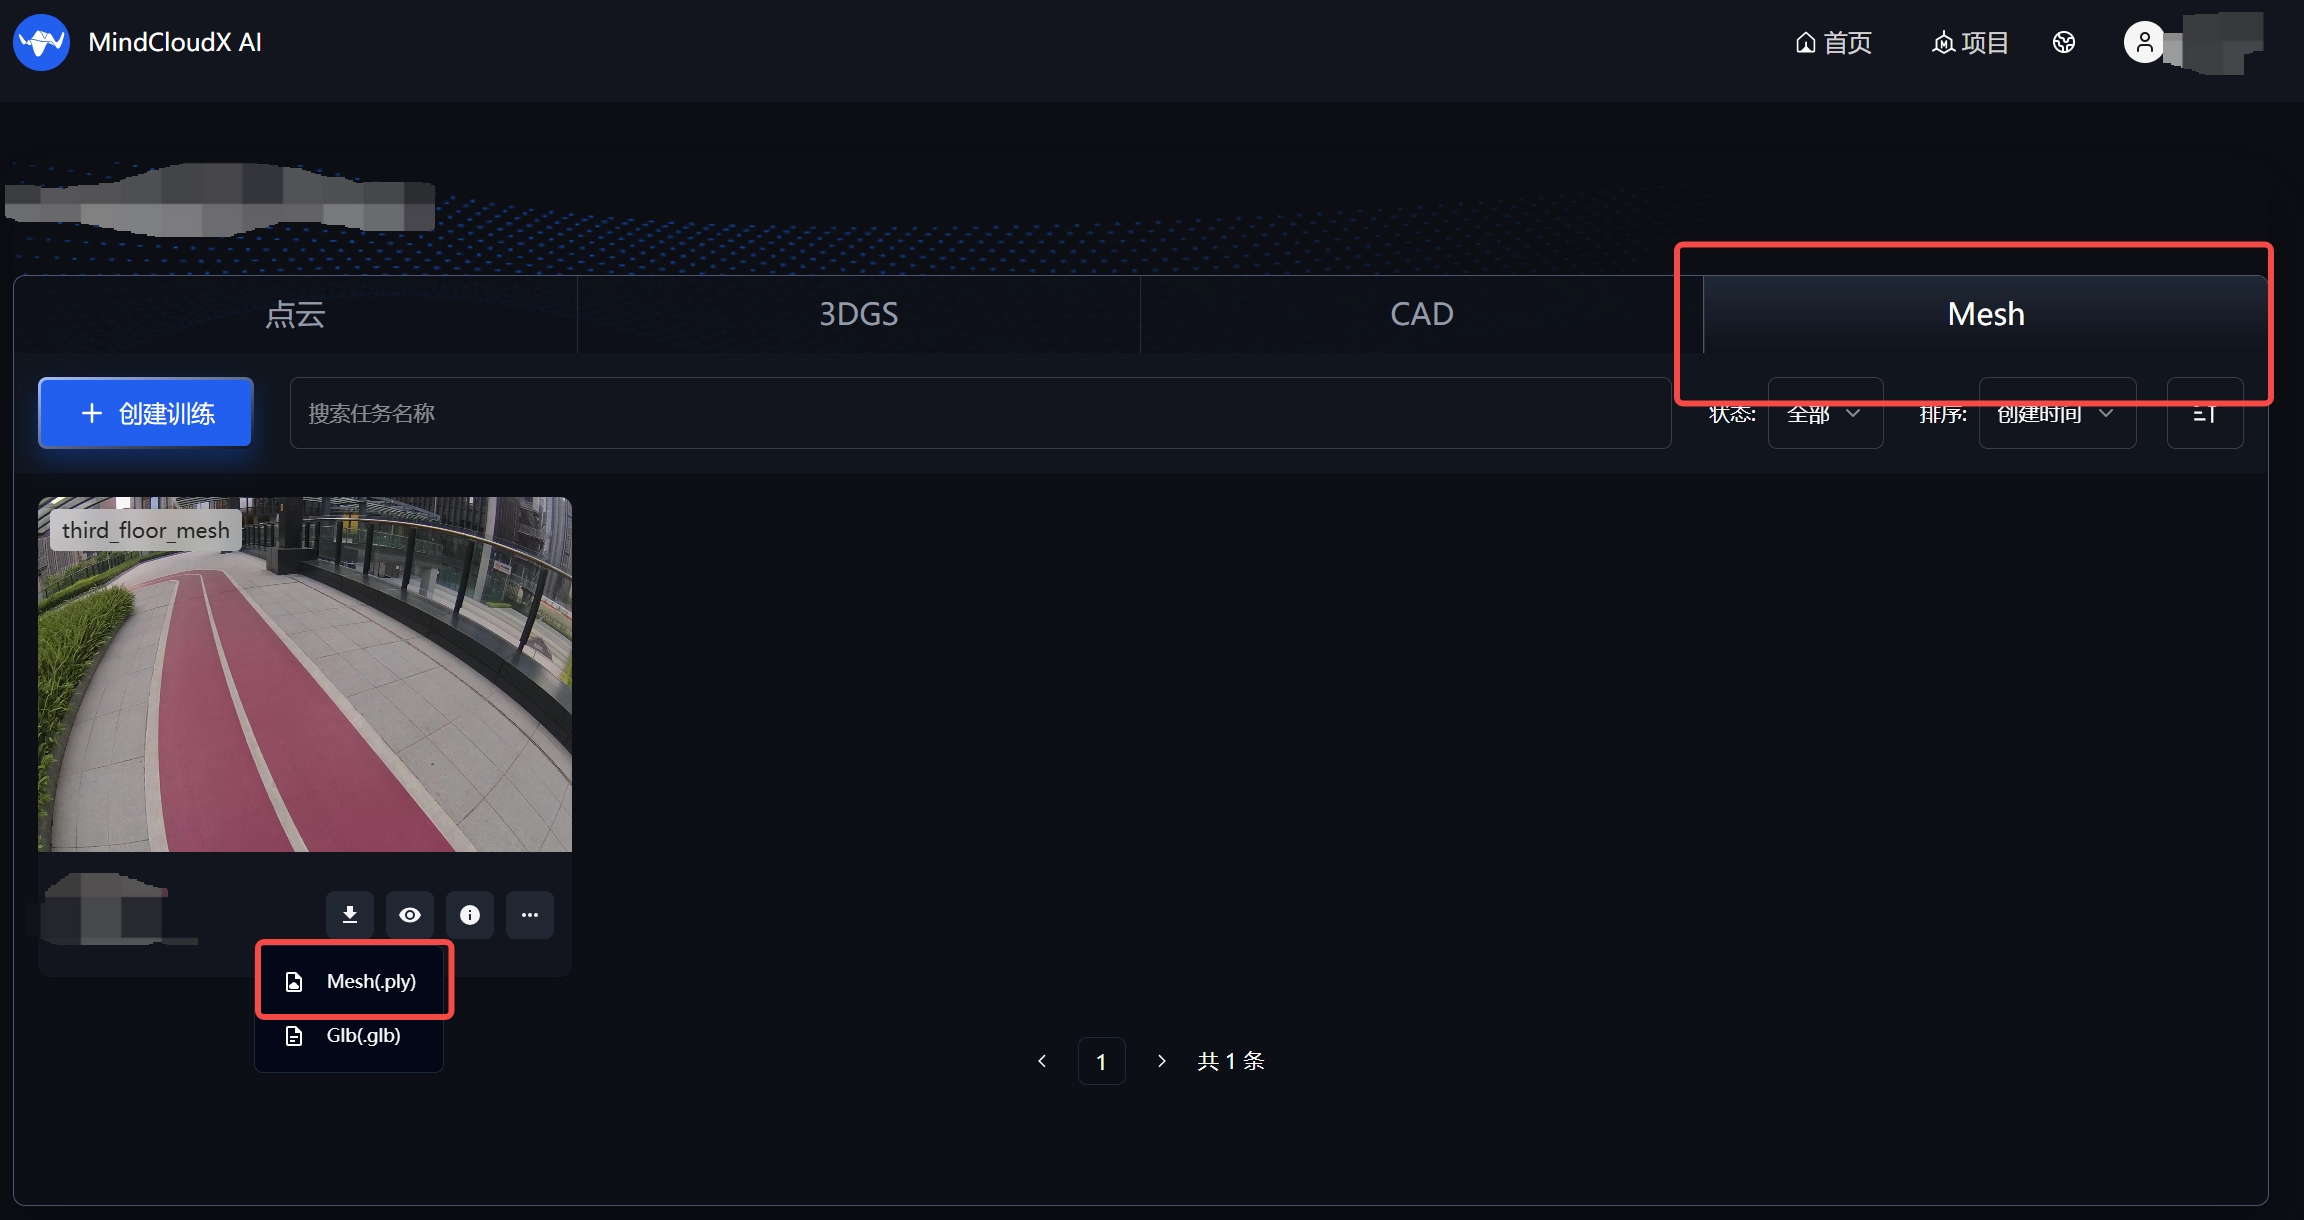 MindCloudX AI
首页
项目
点云
3DGS
CAD
Mesh
创建训练
搜索任务名称
状态:
全部
排序:
创建时间
third_floor_mesh
Mesh(.ply)
Glb(.glb)
1
共 1 条